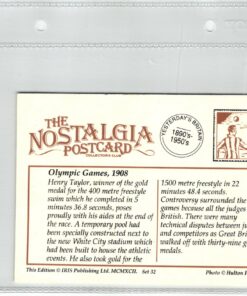 THE
NOSTALGIA
POSTCARD
COLLECTORS CLUB
YESTERDAY'S BRITAIN
1890's-
1950's
Olympic Games, 1908
Henry Taylor, winner of the gold
medal for the 400 metre freestyle
swim which he completed in 5
minutes 36.8 seconds, poses
proudly with his aides at the end of
the race. A temporary pool had
been specially constructed next to
the new White City stadium which
had been built to house the athletic
events. He also took gold for the
1500 metre freestyle in 22
minutes 48.4 seconds.
Controversy surrounded the
games because all the judges
British. There were many
technical disputes between
and competitors but Great Bri
walked off with thirty-nine g
medals.
This Edition © IRIS Publishing Ltd. MCMXCII. Set 32
Photo © Hulton